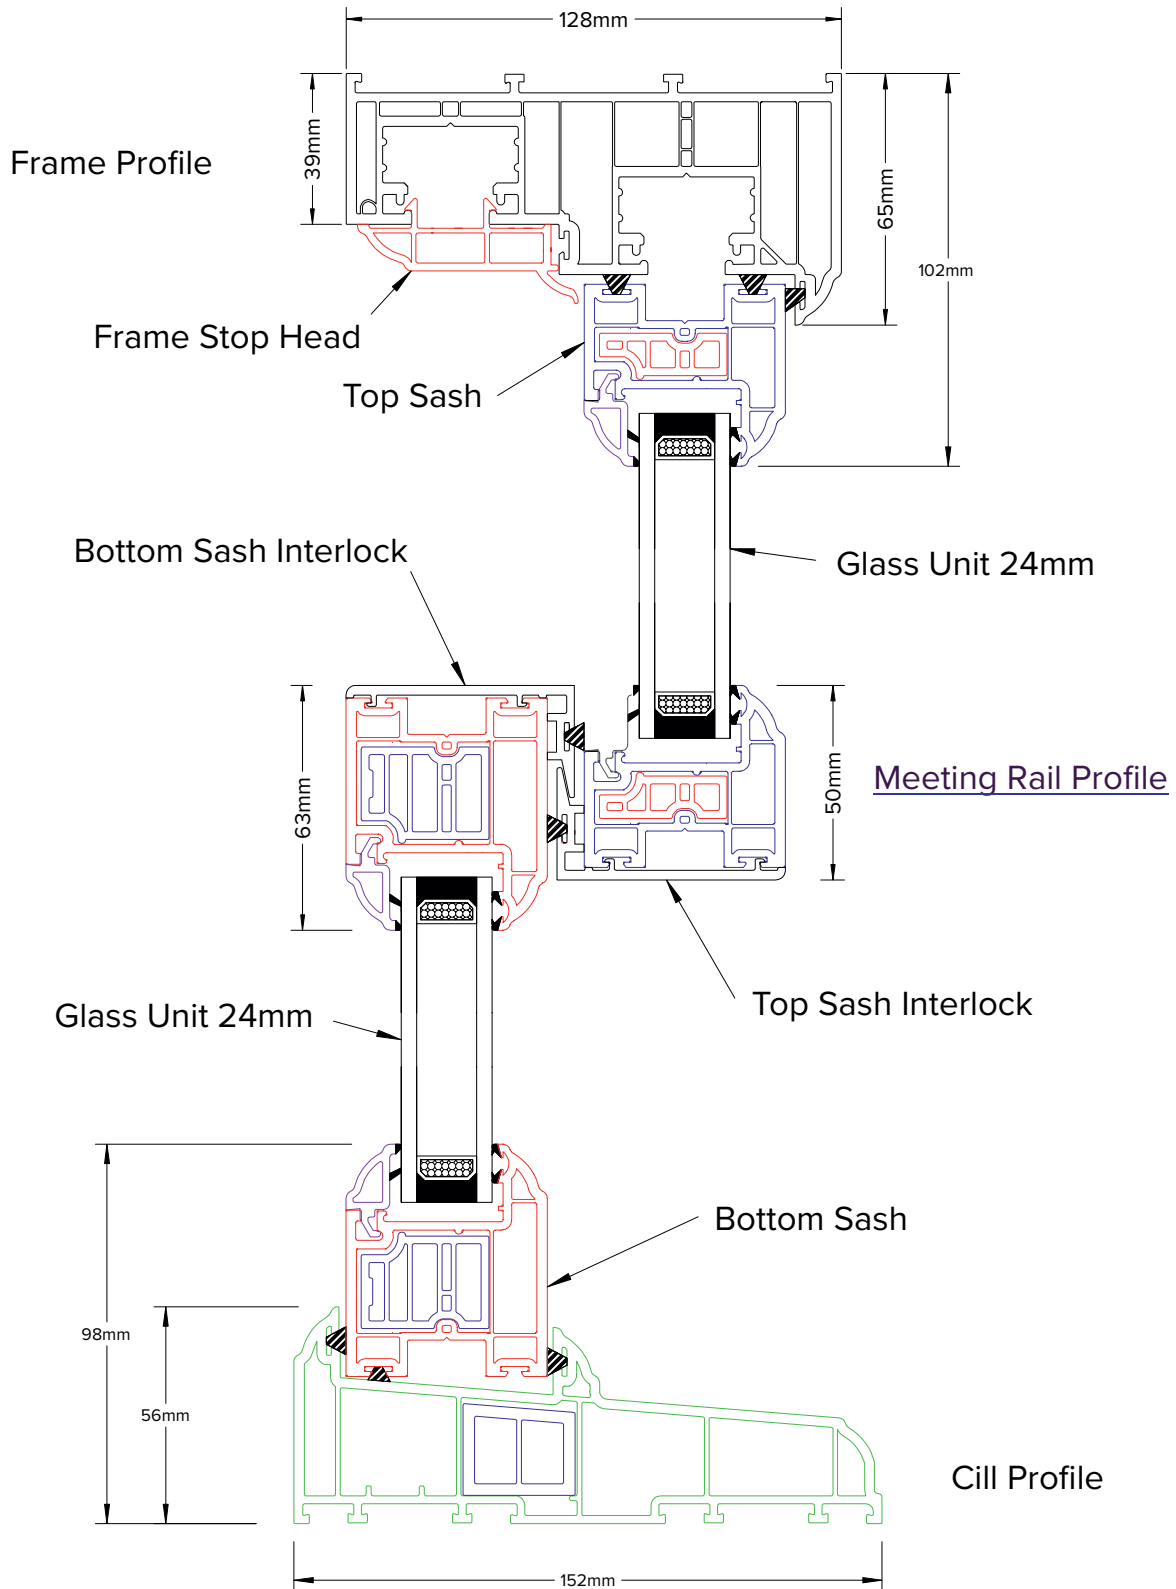 128mm
39mm
Frame Profile
65mm
102mm
Frame Stop Head
Top Sash
Bottom Sash Interlock
Glass Unit 24mm
63mm
50mm
Meeting Rail Profile
Glass Unit 24mm
Top Sash Interlock
Bottom Sash
98mm
56mm
Cill Profile
152mm